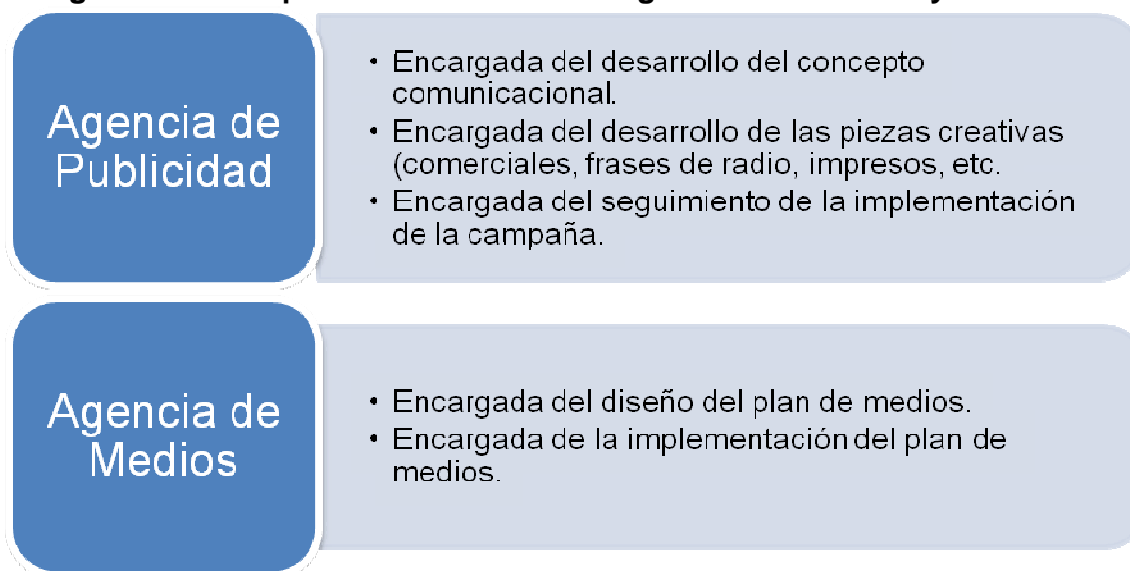 Agencia de
Publicidad
• Encargada del desarrollo del concepto
comunicacional.
• Encargada del desarrollo de las piezas creativas
(comerciales, frases de radio, impresos, etc.
• Encargada del seguimiento de la implementación
de la campaña.
Agencia de
Medios
• Encargada del diseño del plan de medios.
• Encargada de la implementación del plan de
medios.